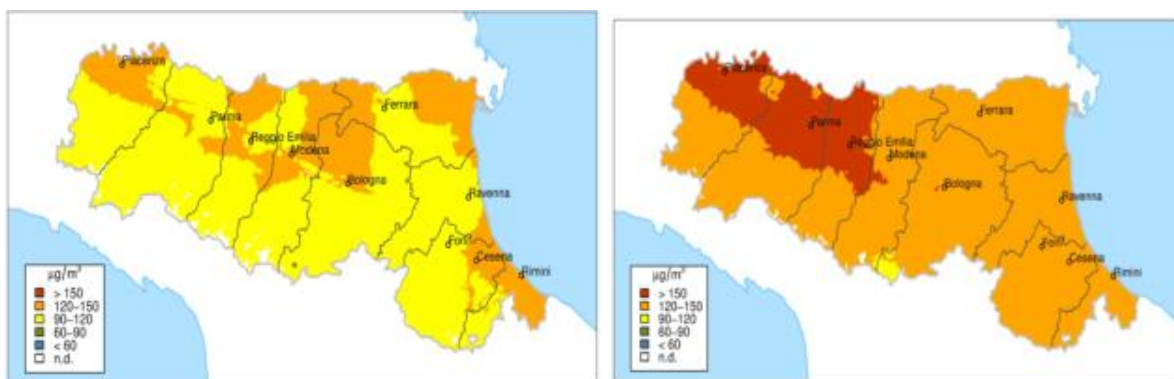 Piacenza
Parma
Reggio Emilia
Modena
Ferrara
Bologna
Ravenna
Forlì
Cesena
Rimini
µg/m³
> 150
120–150
90–120
60–90
< 60
n.d.
Piacenza
Parma
Reggio Emilia
Modena
Ferrara
Bologna
Ravenna
Forlì
Cesena
Rimini
µg/m³
> 150
120–150
90–120
60–90
< 60
n.d.